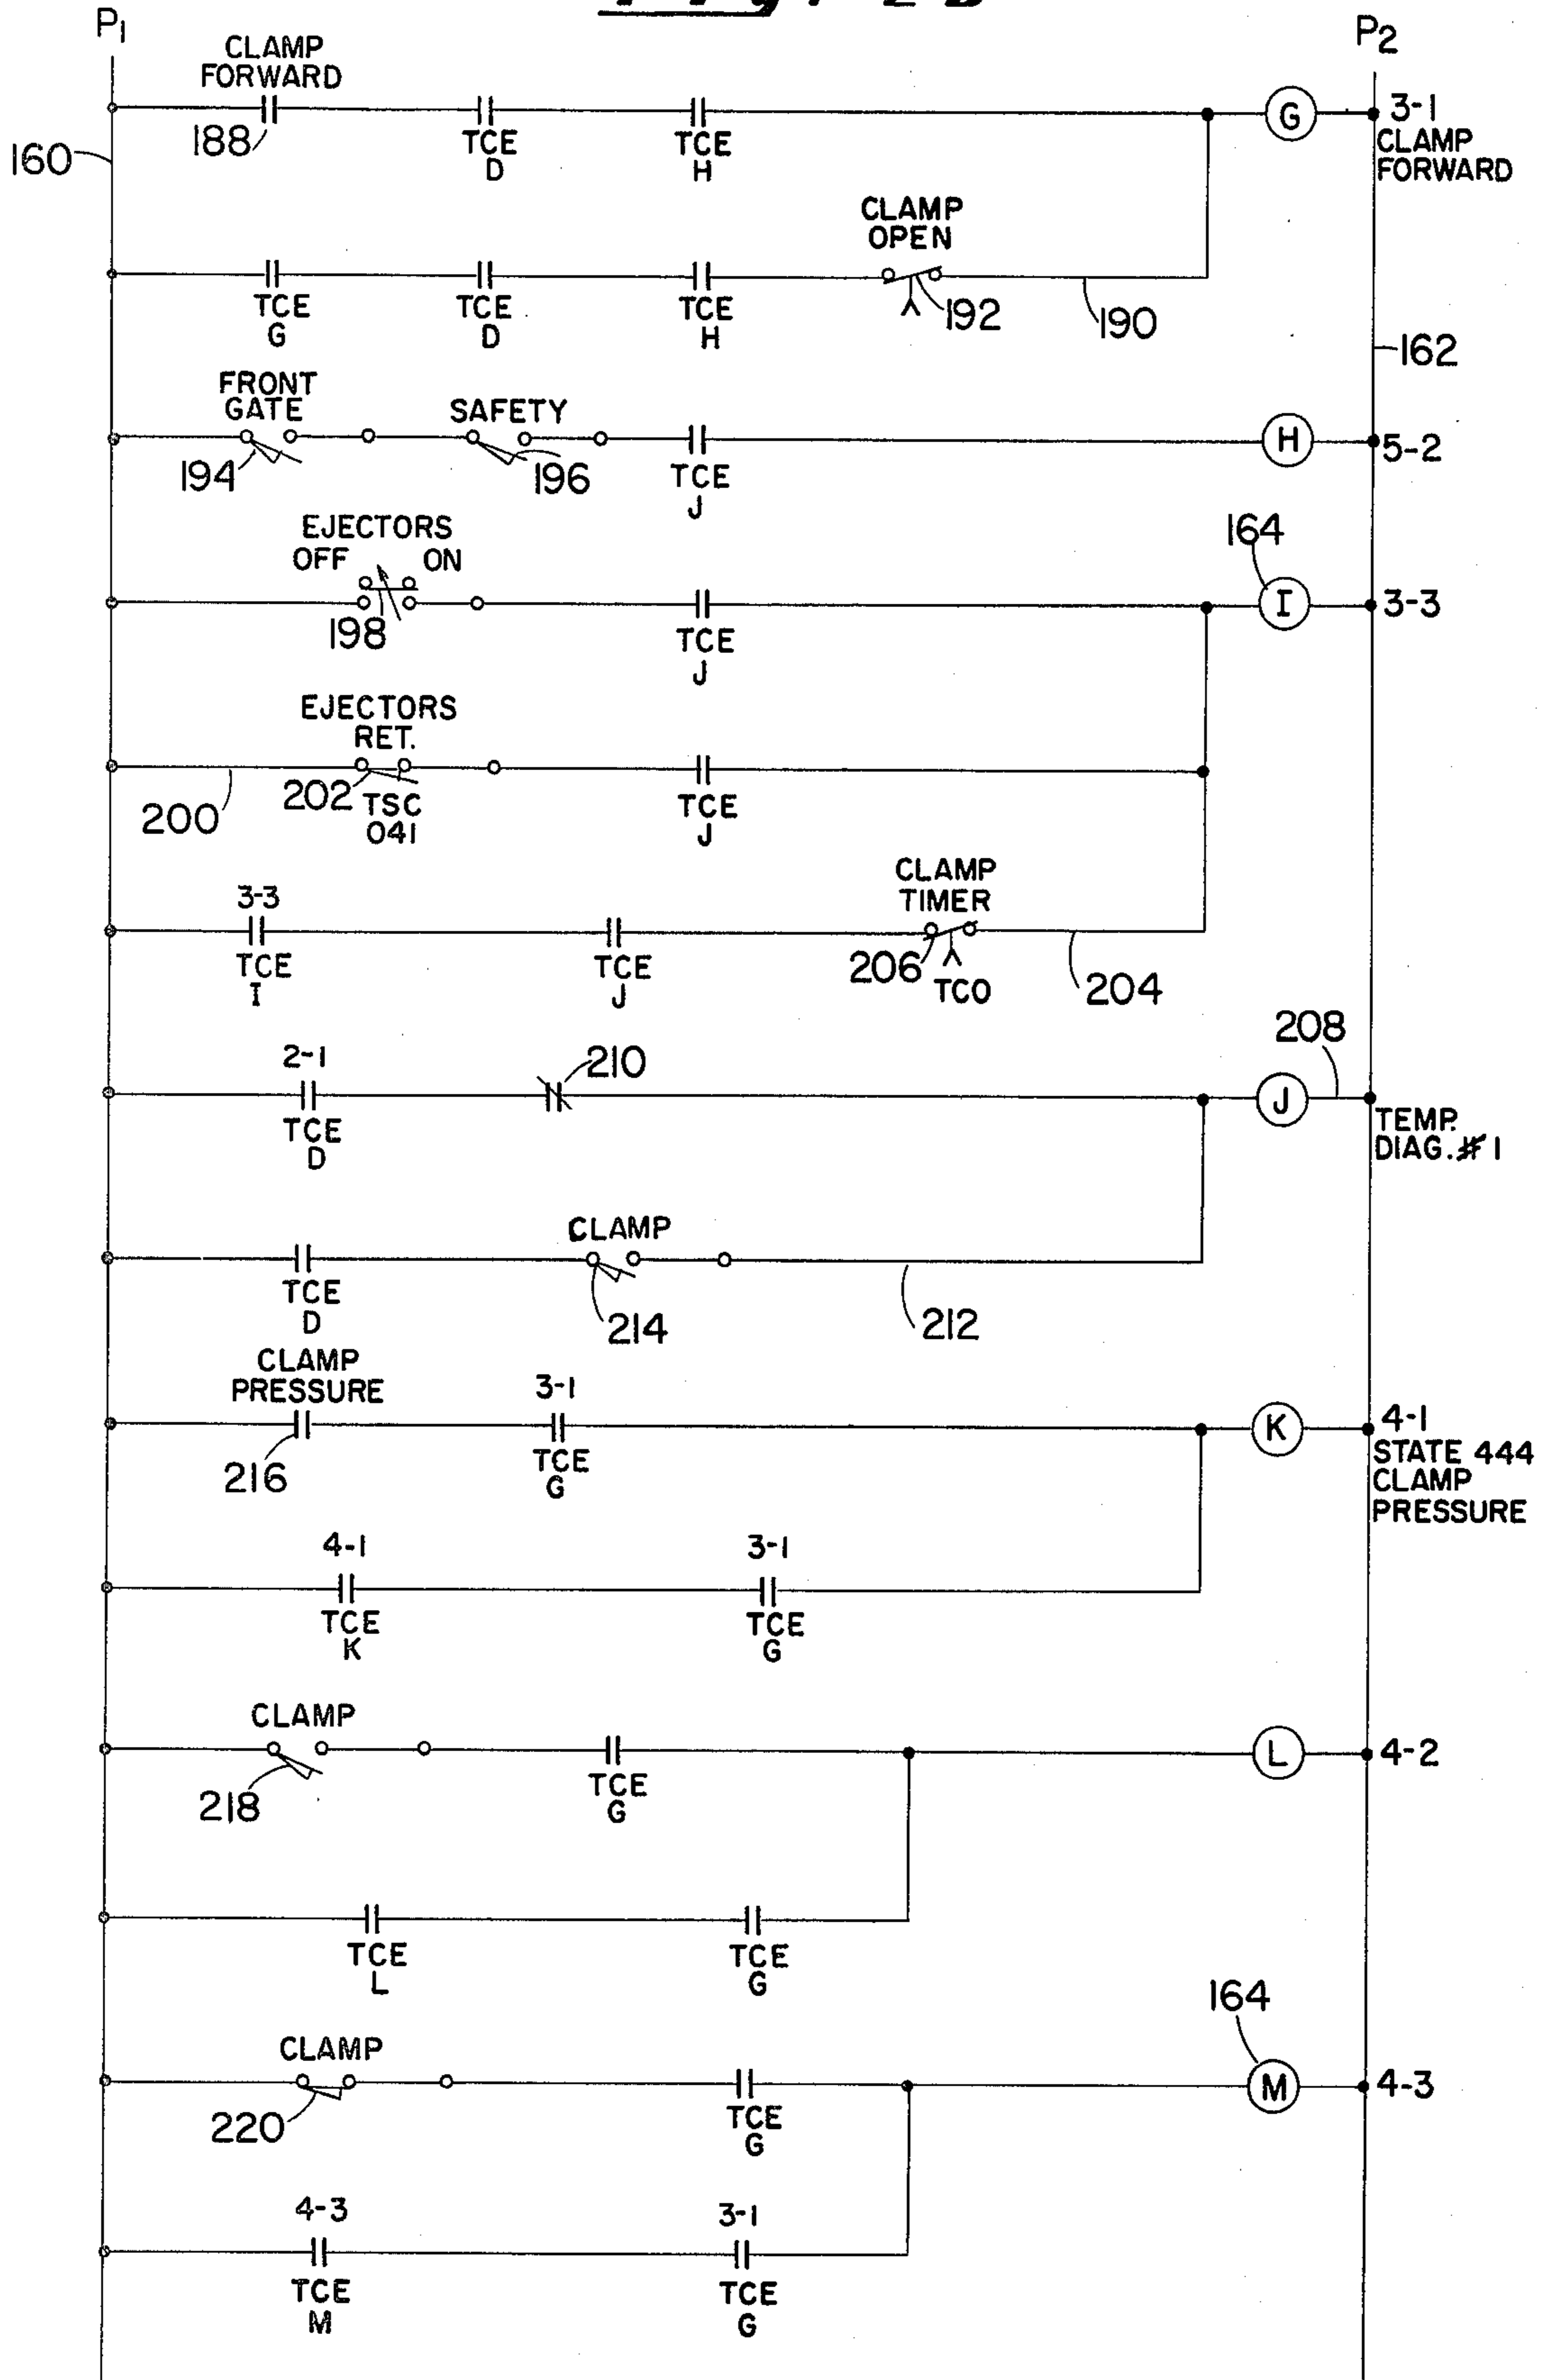 P1
P2
CLAMP
FORWARD
188
TCE
D
TCE
H
G
3-1
CLAMP
FORWARD
160
CLAMP
OPEN
TCE
G
TCE
D
TCE
H
192
190
162
FRONT
GATE
SAFETY
194
196
TCE
J
H
5-2
EJECTORS
OFF ON
198
TCE
J
164
I
3-3
EJECTORS
RET.
200
202
TSC
041
TCE
J
3-3
TCE
I
TCE
J
CLAMP
TIMER
206
TCO
204
2-1
TCE
D
210
208
J
TEMP.
DIAG. #1
TCE
D
CLAMP
214
212
CLAMP
PRESSURE
216
3-1
TCE
G
K
4-1
STATE 444
CLAMP
PRESSURE
4-1
TCE
K
3-1
TCE
G
CLAMP
218
TCE
G
L
4-2
TCE
L
TCE
G
CLAMP
220
TCE
G
164
M
4-3
4-3
TCE
M
3-1
TCE
G